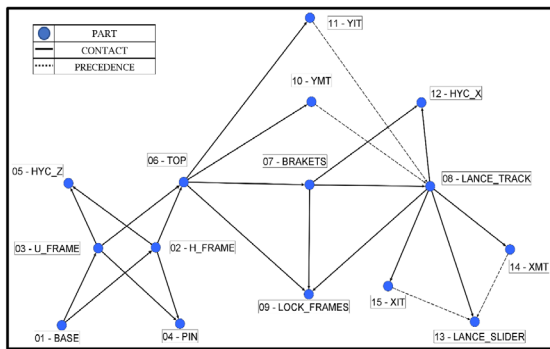 PART
CONTACT
PRECEDENCE
11 - YIT
10 - YMT
12 - HYC_X
05 - HYC_Z
06 - TOP
07 - BRAKETS
08 - LANCE_TRACK
03 - U_FRAME
02 - H_FRAME
14 - XMT
09 - LOCK_FRAMES
15 - XIT
01 - BASE
04 - PIN
13 - LANCE_SLIDER